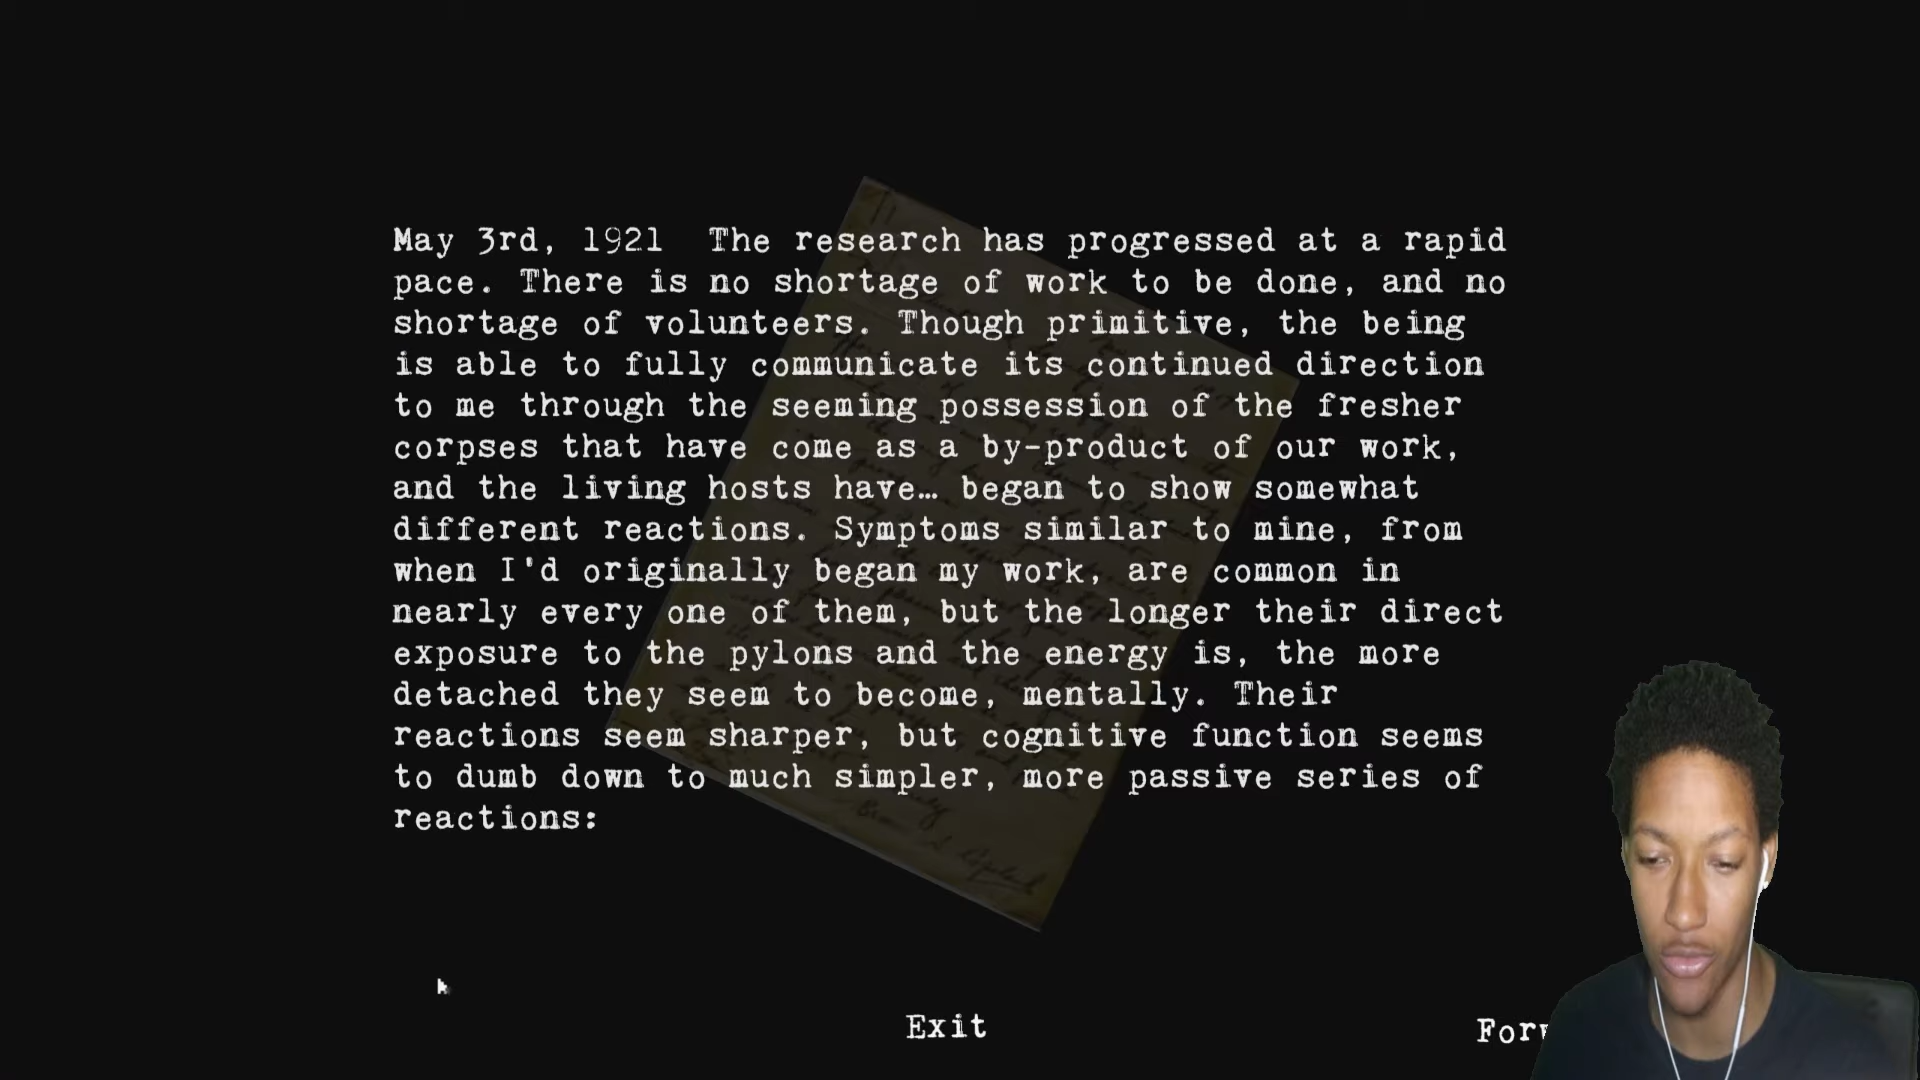 May 3rd, 1921  The research has progressed at a rapid
pace. There is no shortage of work to be done, and no
shortage of volunteers. Though primitive, the being
is able to fully communicate its continued direction
to me through the seeming possession of the fresher
corpses that have come as a by-product of our work,
and the living hosts have… began to show somewhat
different reactions. Symptoms similar to mine, from
when I'd originally began my work, are common in
nearly every one of them, but the longer their direct
exposure to the pylons and the energy is, the more
detached they seem to become, mentally. Their
reactions seem sharper, but cognitive function seems
to dumb down to much simpler, more passive series of
reactions:
Exit